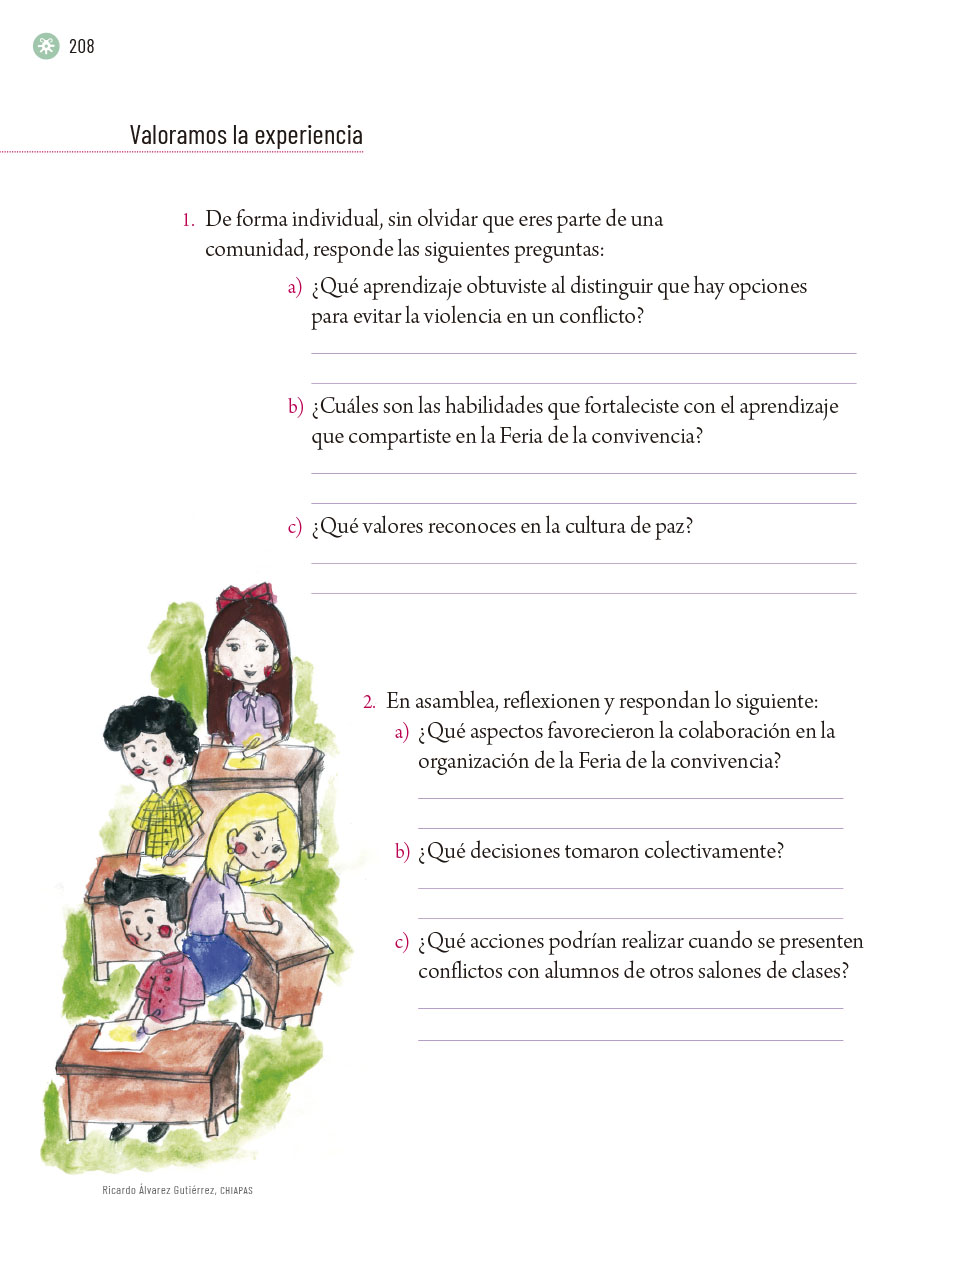 208
Valoramos la experiencia
1. De forma individual, sin olvidar que eres parte de una
comunidad, responde las siguientes preguntas:
a) ¿Qué aprendizaje obtuviste al distinguir que hay opciones
para evitar la violencia en un conflicto?
b) ¿Cuáles son las habilidades que fortaleciste con el aprendizaje
que compartiste en la Feria de la convivencia?
c) ¿Qué valores reconoces en la cultura de paz?
2. En asamblea, reflexionen y respondan lo siguiente:
a) ¿Qué aspectos favorecieron la colaboración en la
organización de la Feria de la convivencia?
b) ¿Qué decisiones tomaron colectivamente?
c) ¿Qué acciones podrían realizar cuando se presenten
conflictos con alumnos de otros salones de clases?
Ricardo Álvarez Gutiérrez, CHIAPAS